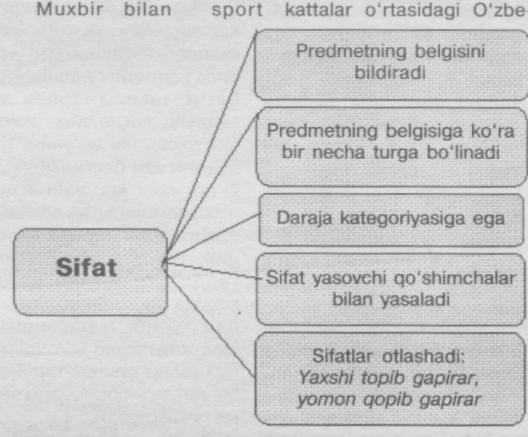 Muxbir bilan sport kattalar o‘rtasidagi O‘zbe-
Predmetning belgisini
bildiradi
Predmetning belgisiga ko‘ra
bir necha turga bo‘linadi
Daraja kategoriyasiga ega
Sifat
Sifat yasovchi qo‘shimchalar
bilan yasaladi
Sifatlar otlashadi:
Yaxshi topib gapirar,
yomon qopib gapirar